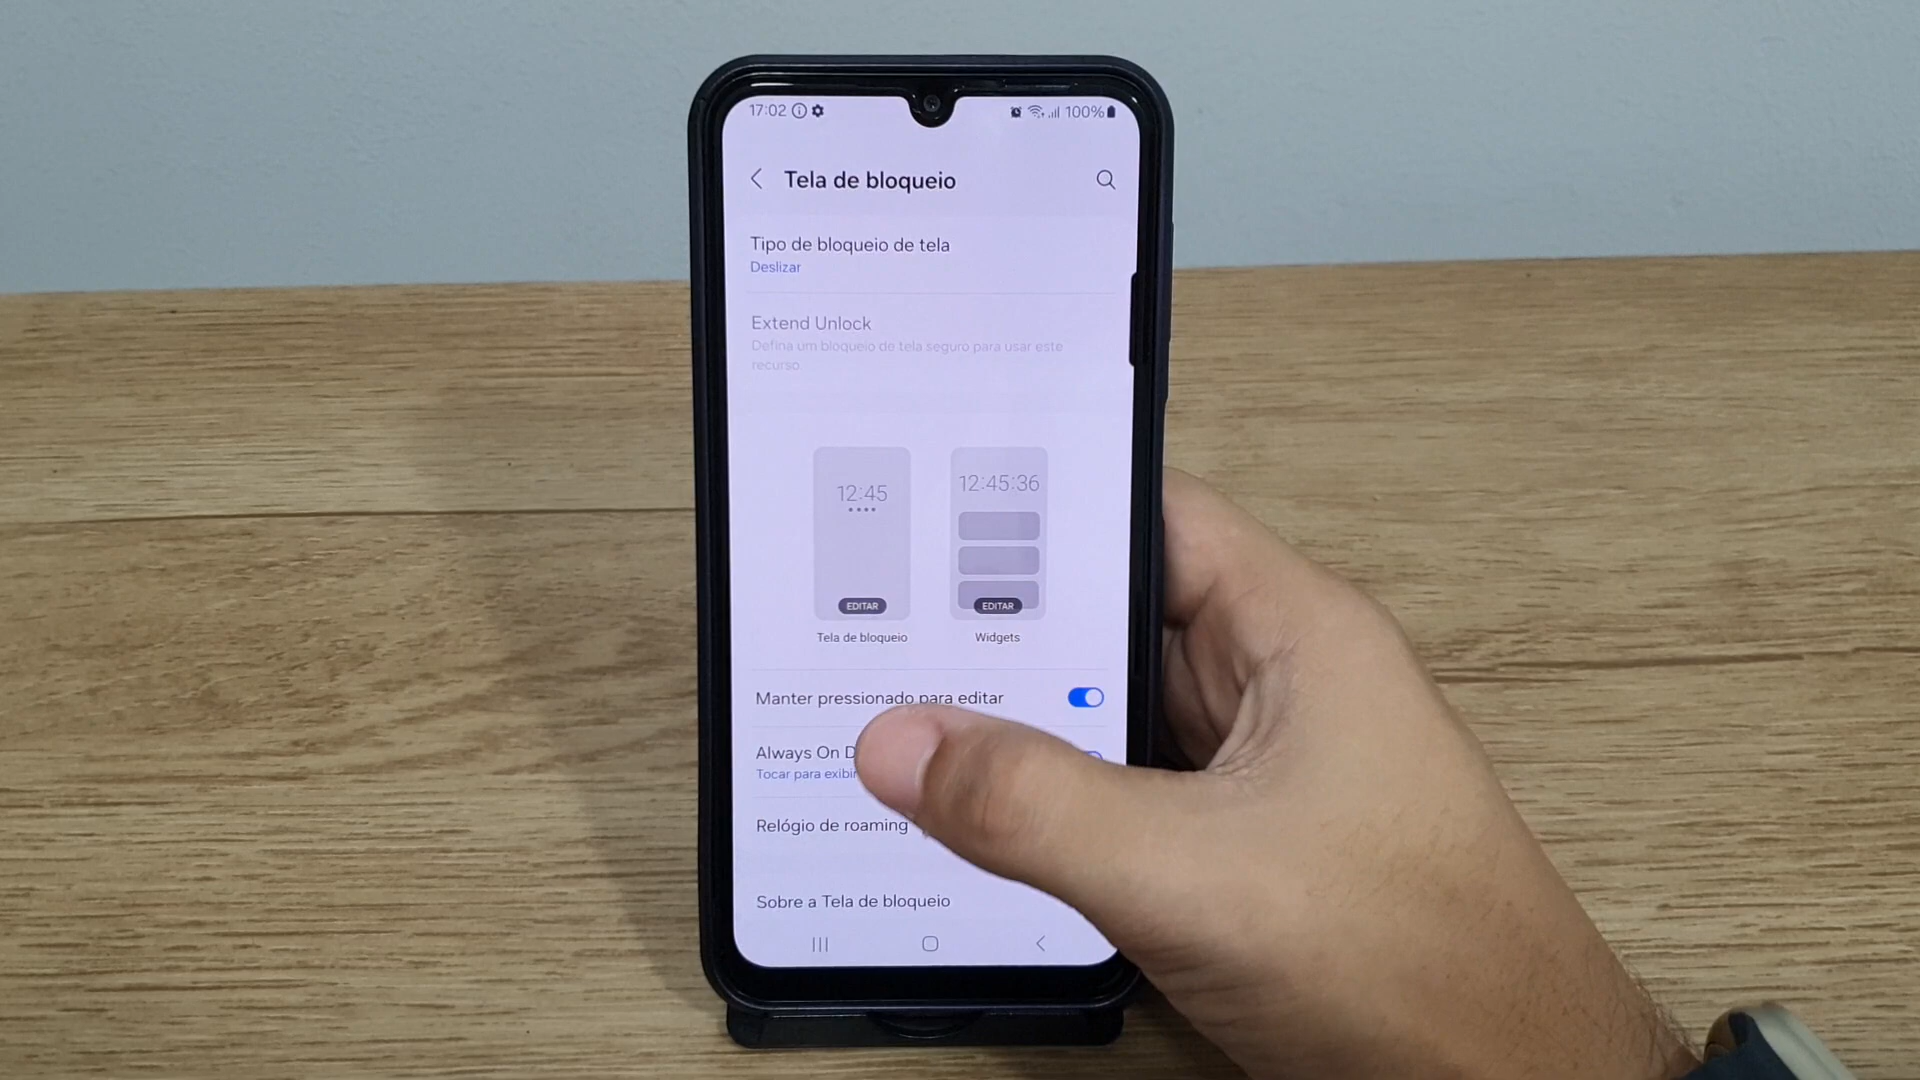 17:02 100%
Tela de bloqueio
Tipo de bloqueio de tela
Deslizar
Extend Unlock
Defina um bloqueio de tela seguro para usar este
recurso.
12:45
12:45:36
EDITAR
EDITAR
Tela de bloqueio
Widgets
Manter pressionado para editar
Always On D
Tocar para exibir
Relógio de roaming
Sobre a Tela de bloqueio